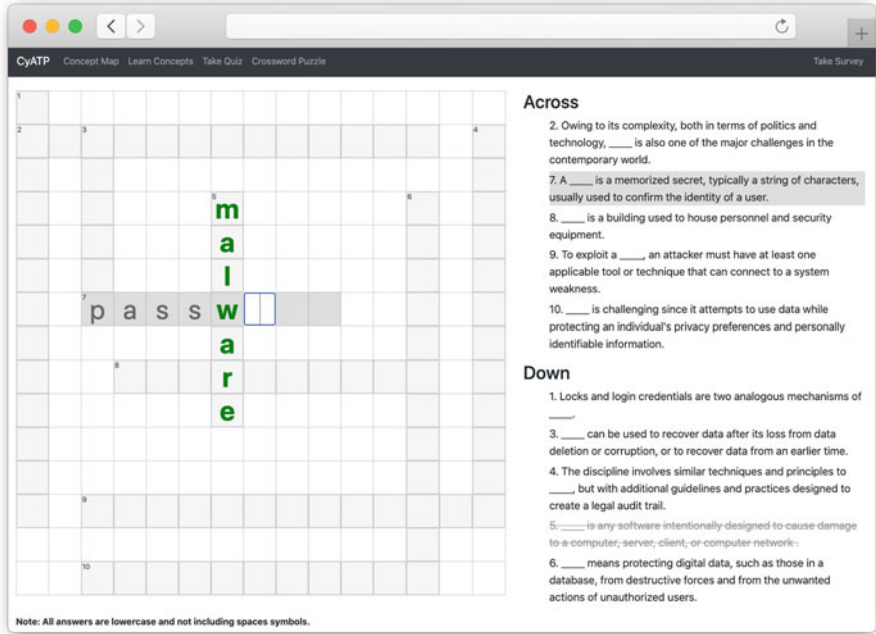 CyATP Concept Map Learn Concepts Take Quiz Crossword Puzzle Take Survey
1
2 3 4
5 6
m
a
l
7
p a s s w
a
8
r
e
9
10
Note: All answers are lowercase and not including spaces symbols.
Across
2. Owing to its complexity, both in terms of politics and
technology, ____ is also one of the major challenges in the
contemporary world.
7. A ____ is a memorized secret, typically a string of characters,
usually used to confirm the identity of a user.
8. ____ is a building used to house personnel and security
equipment.
9. To exploit a ____, an attacker must have at least one
applicable tool or technique that can connect to a system
weakness.
10. ____ is challenging since it attempts to use data while
protecting an individual's privacy preferences and personally
identifiable information.
Down
1. Locks and login credentials are two analogous mechanisms of
____.
3. ____ can be used to recover data after its loss from data
deletion or corruption, or to recover data from an earlier time.
4. The discipline involves similar techniques and principles to
____, but with additional guidelines and practices designed to
create a legal audit trail.
5. ____ is any software intentionally designed to cause damage
to a computer, server, client, or computer network .
6. ____ means protecting digital data, such as those in a
database, from destructive forces and from the unwanted
actions of unauthorized users.